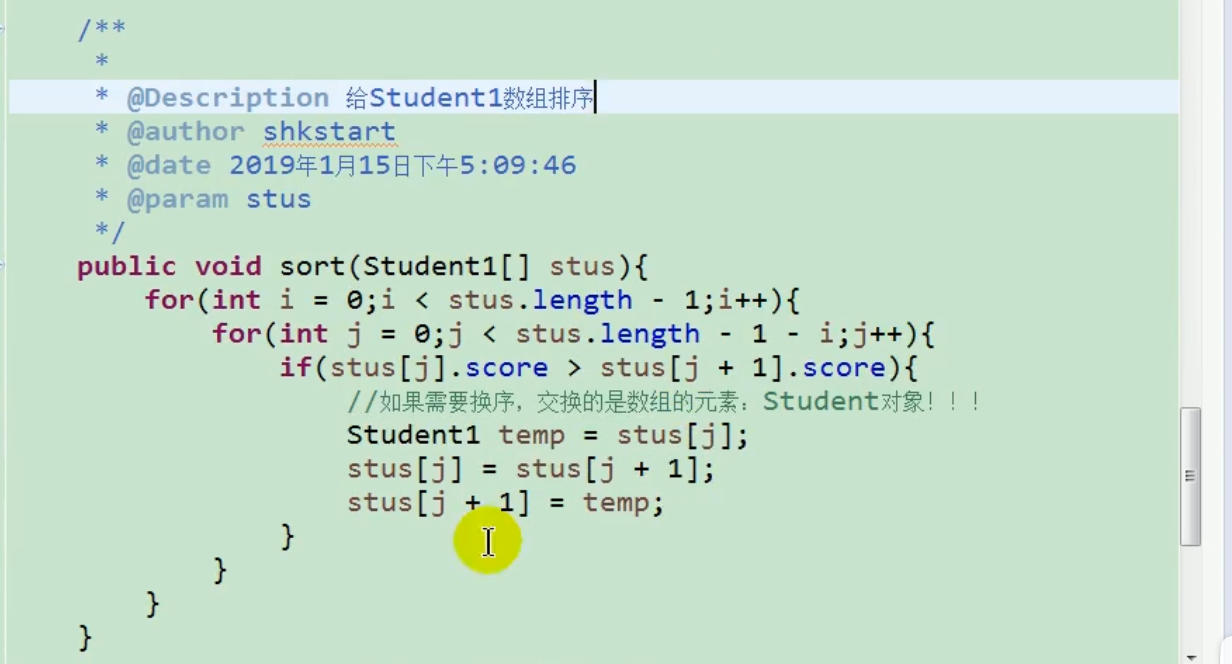 /**
*
* @Description 给Student1数组排序
* @author shkstart
* @date 2019年1月15日下午5:09:46
* @param stus
*/
public void sort(Student1[] stus){
for(int i = 0;i < stus.length - 1;i++){
for(int j = 0;j < stus.length - 1 - i;j++){
if(stus[j].score > stus[j + 1].score){
//如果需要换序，交换的是数组的元素：Student对象！！！
Student1 temp = stus[j];
stus[j] = stus[j + 1];
stus[j + 1] = temp;
}
}
}
}